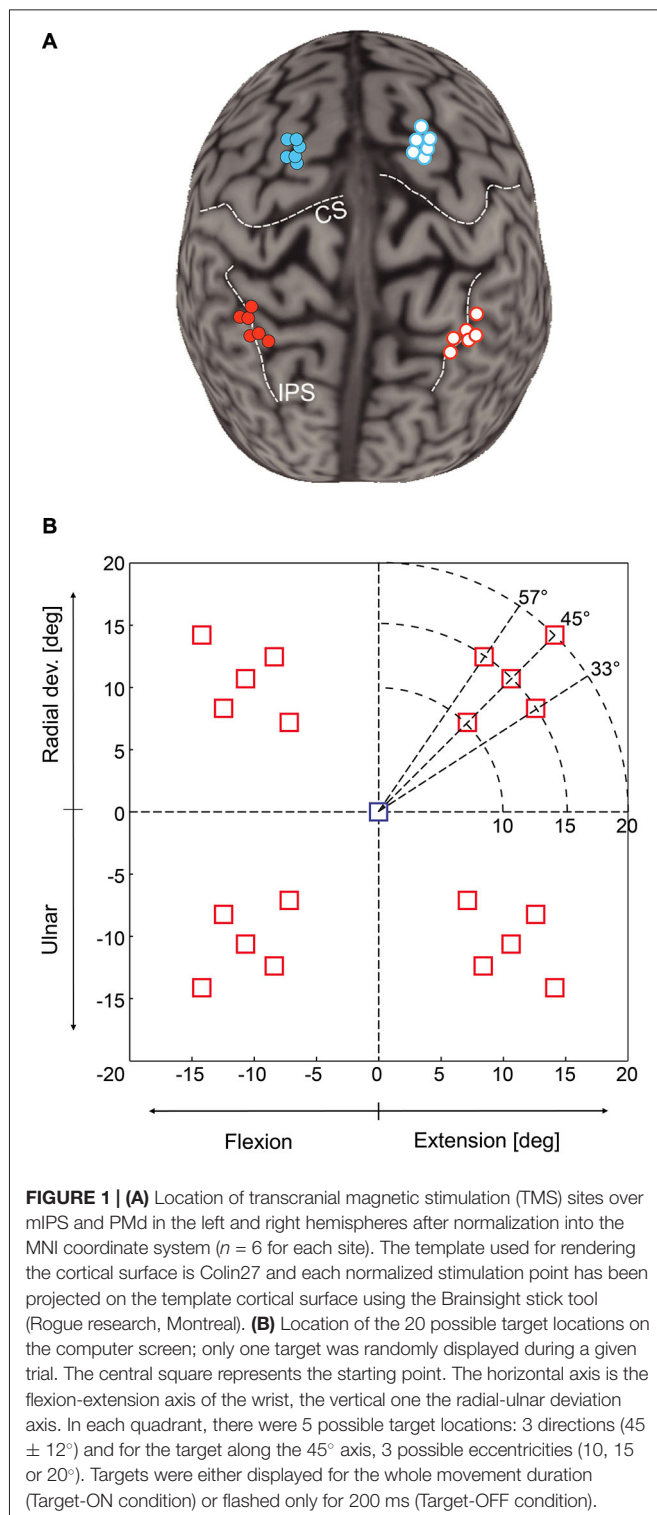 A
CS
IPS
B
20
15
10
5
0
-5
-10
-15
-20
Radial dev. [deg]
Ulnar
57°
45°
33°
10
15
20
-15
-10
-5
0
5
10
15
20
Flexion
Extension [deg]
FIGURE 1 | (A) Location of transcranial magnetic stimulation (TMS) sites over
mIPS and PMd in the left and right hemispheres after normalization into the
MNI coordinate system (n = 6 for each site). The template used for rendering
the cortical surface is Colin27 and each normalized stimulation point has been
projected on the template cortical surface using the Brainsight stick tool
(Rogue research, Montreal). (B) Location of the 20 possible target locations on
the computer screen; only one target was randomly displayed during a given
trial. The central square represents the starting point. The horizontal axis is the
flexion-extension axis of the wrist, the vertical one the radial-ulnar deviation
axis. In each quadrant, there were 5 possible target locations: 3 directions (45
± 12°) and for the target along the 45° axis, 3 possible eccentricities (10, 15
or 20°). Targets were either displayed for the whole movement duration
(Target-ON condition) or flashed only for 200 ms (Target-OFF condition).